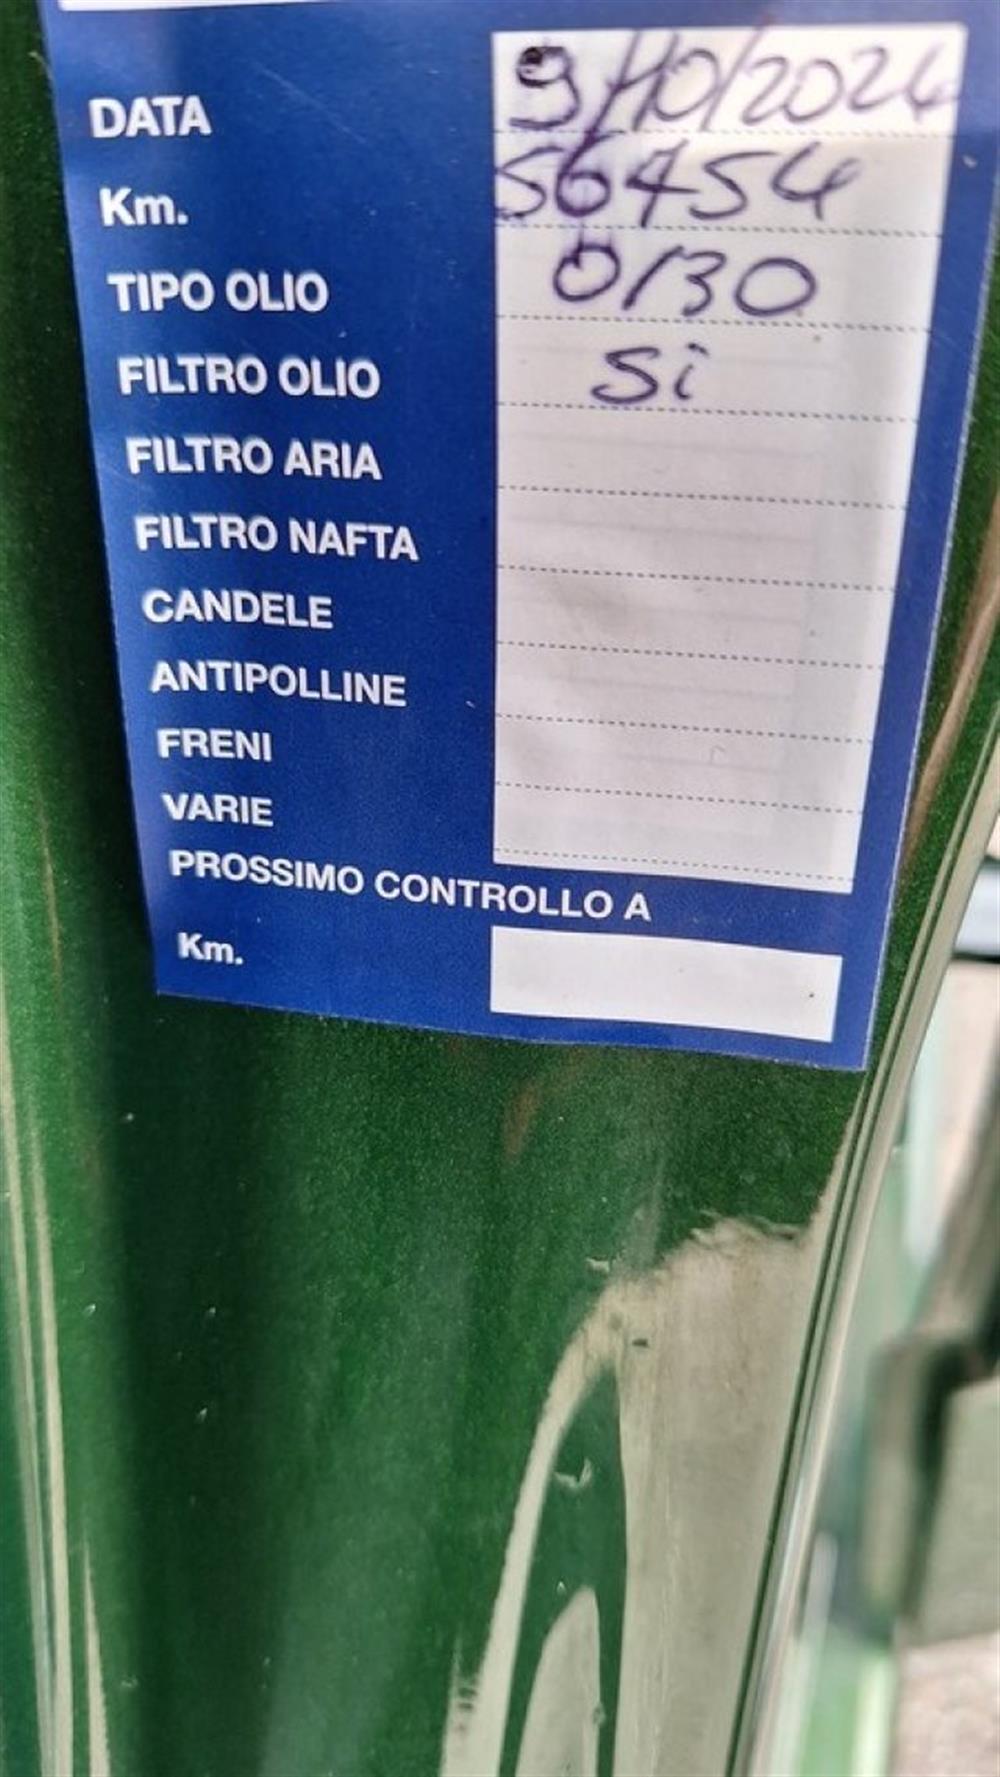 DATA 9/10/2024
Km. 56454
TIPO OLIO 0/30
FILTRO OLIO Si
FILTRO ARIA
FILTRO NAFTA
CANDELE
ANTIPOLLINE
FRENI
VARIE
PROSSIMO CONTROLLO A
Km.